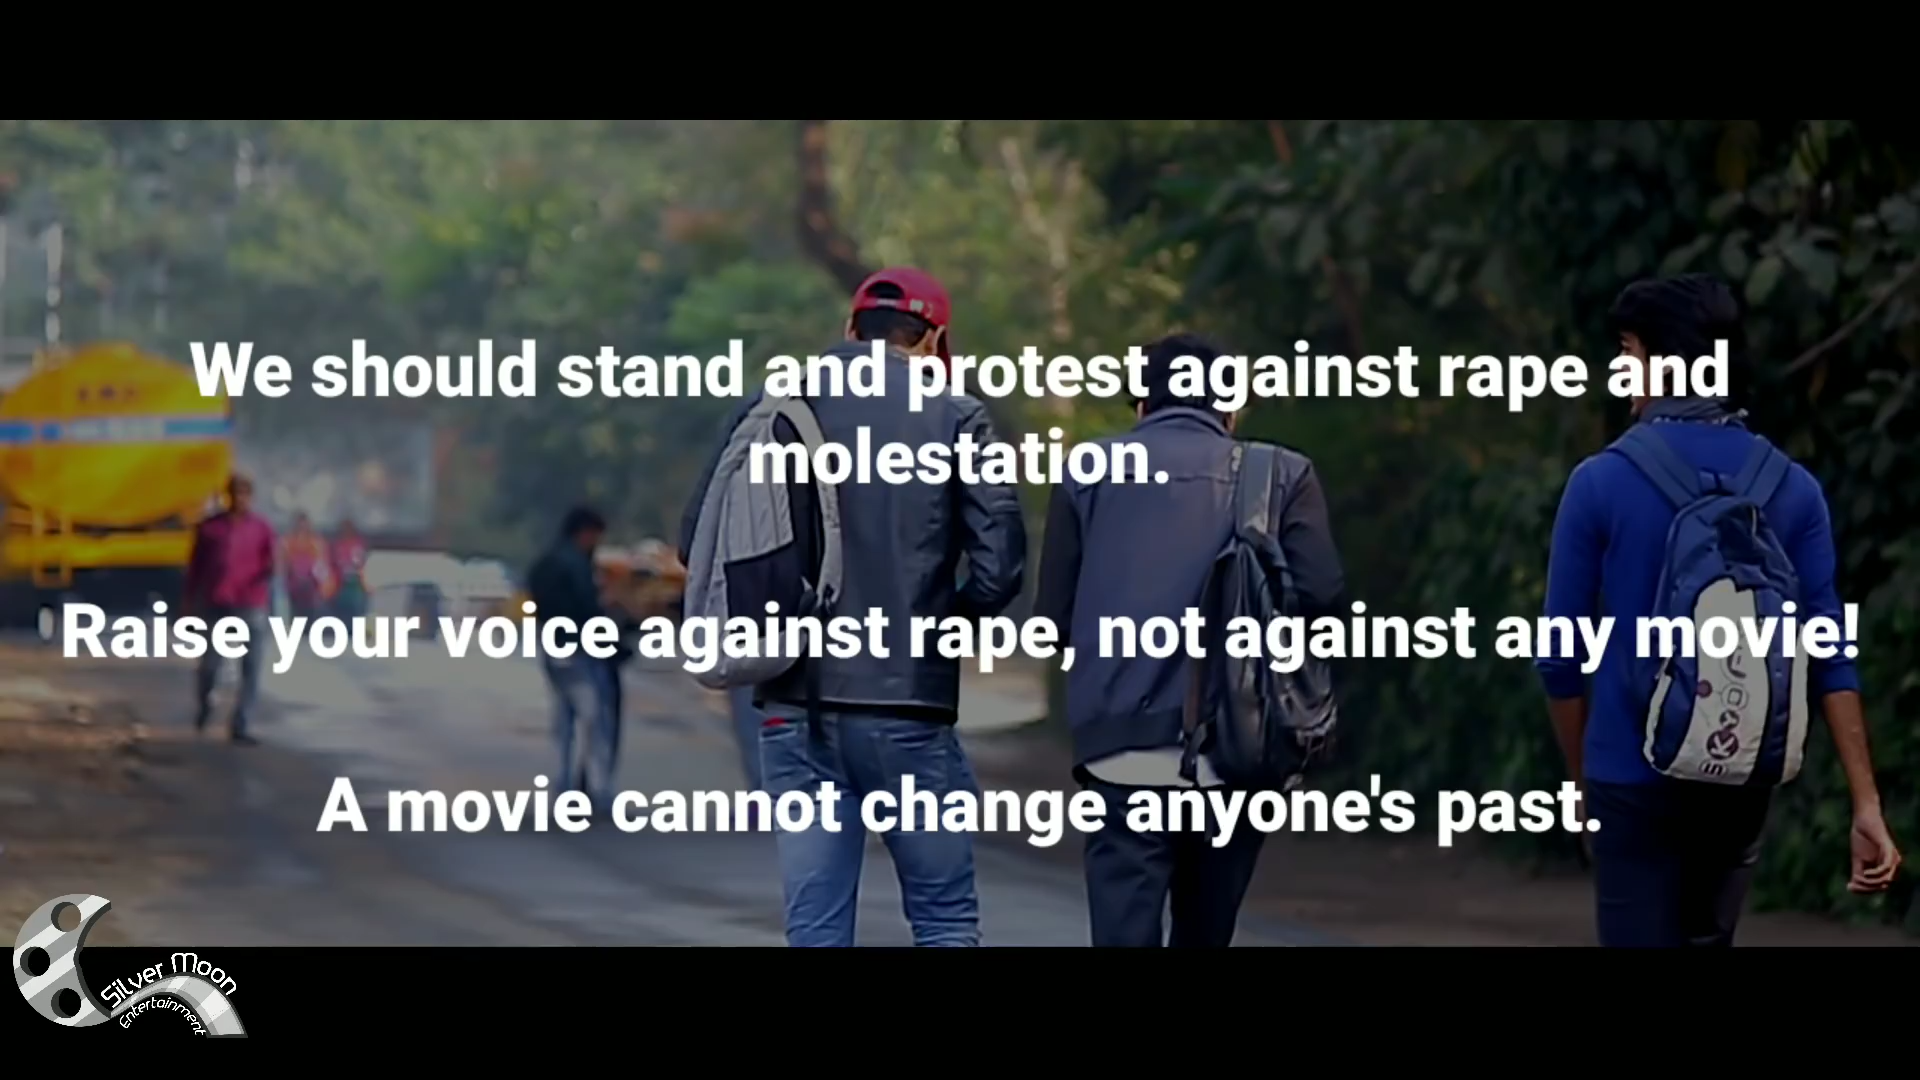 We should stand and protest against rape and
molestation.
Raise your voice against rape, not against any movie!
A movie cannot change anyone's past.
Silver Moon
Entertainment